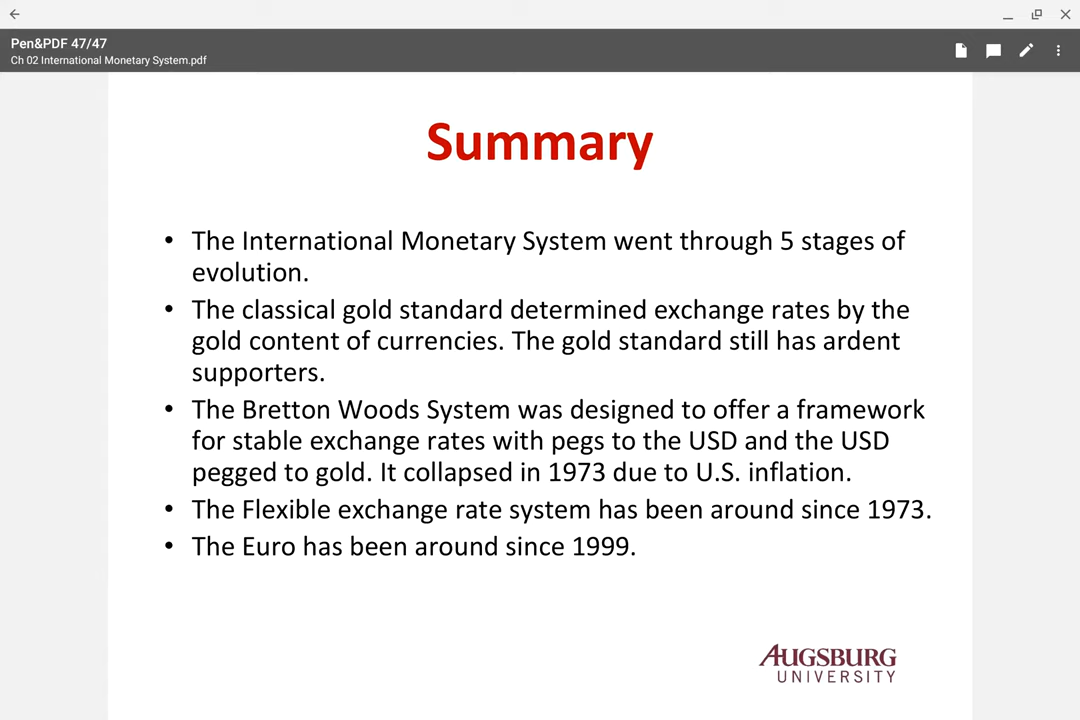 Pen&PDF 47/47
Ch 02 International Monetary System.pdf
Summary
• The International Monetary System went through 5 stages of
evolution.
• The classical gold standard determined exchange rates by the
gold content of currencies. The gold standard still has ardent
supporters.
• The Bretton Woods System was designed to offer a framework
for stable exchange rates with pegs to the USD and the USD
pegged to gold. It collapsed in 1973 due to U.S. inflation.
• The Flexible exchange rate system has been around since 1973.
• The Euro has been around since 1999.
AUGSBURG
UNIVERSITY